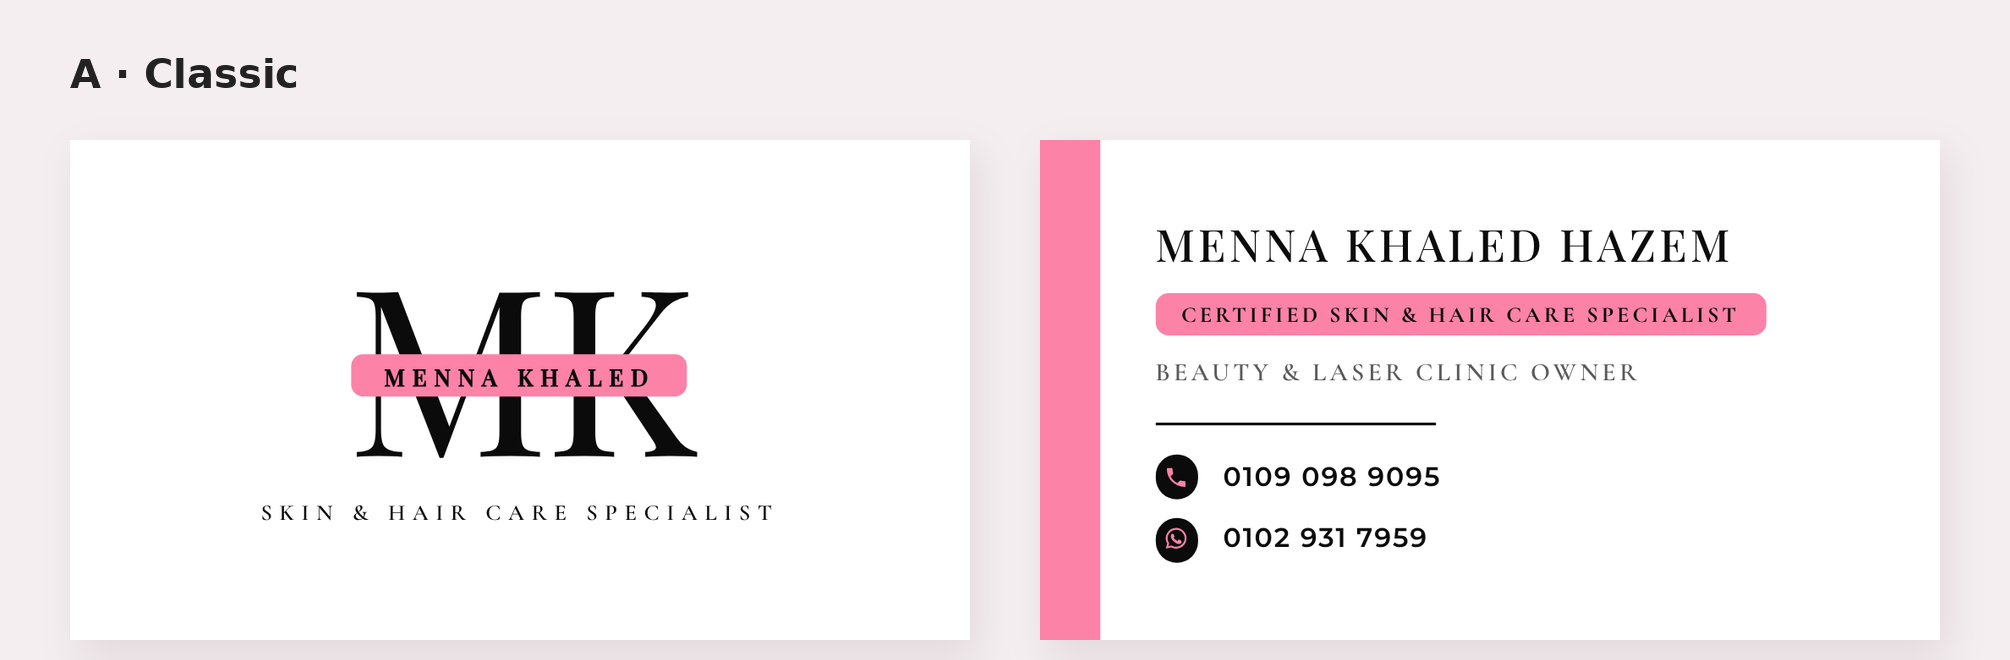 A · Classic
MK
MENNA KHALED
SKIN & HAIR CARE SPECIALIST
MENNA KHALED HAZEM
CERTIFIED SKIN & HAIR CARE SPECIALIST
BEAUTY & LASER CLINIC OWNER
0109 098 9095
0102 931 7959